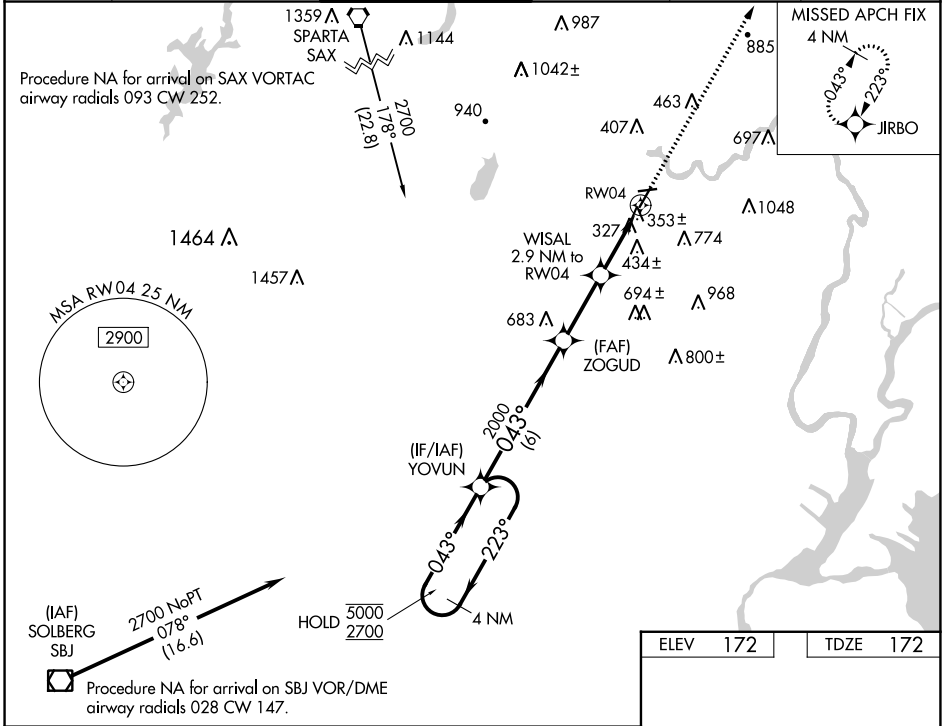 1359
SPARTA
SAX
1144
987
1042±
885
MISSED APCH FIX
4 NM
043°
223°
JIRBO
Procedure NA for arrival on SAX VORTAC
airway radials 093 CW 252.
2700
178°
(22.8)
940
463
407
697
RW04
353±
1048
327
774
WISAL
2.9 NM to
RW04
434±
1464
1457
694±
968
MSA RW04 25 NM
2900
683
(FAF)
ZOGUD
800±
2000
043°
(6)
(IF/IAF)
YOVUN
043°
223°
HOLD 5000
2700
4 NM
(IAF)
SOLBERG
SBJ
2700 NoPT
078°
(16.6)
Procedure NA for arrival on SBJ VOR/DME
airway radials 028 CW 147.
ELEV 172
TDZE 172